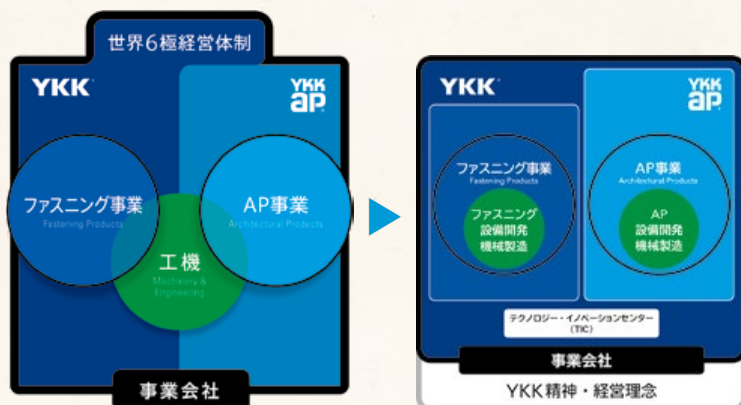 世界6極経営体制
YKK
YKK
ap
ファスニング事業
Fastening Products
AP事業
Architectural Products
工機
Machinery &
Engineering
事業会社
YKK
YKK
ap
ファスニング事業
Fastening Products
ファスニング
設備開発
機械製造
AP事業
Architectural Products
AP
設備開発
機械製造
テクノロジー・イノベーションセンター
(TIC)
事業会社
YKK精神・経営理念